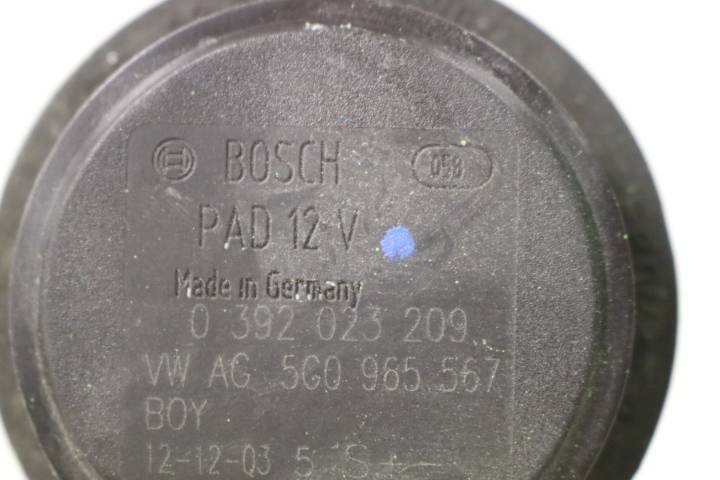 BOSCH 058
PAD 12 V
Made in Germany
0 392 023 209
VW AG 5G0 965 567
BOY
12-12-03 5 S